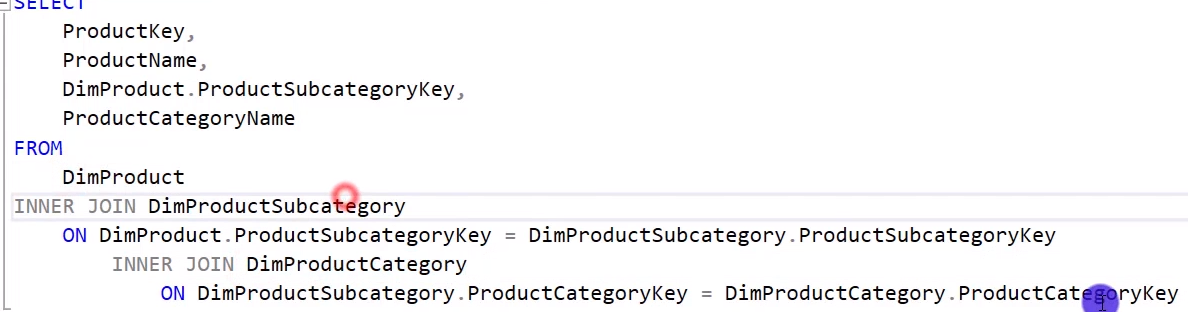 SELECT
ProductKey,
ProductName,
DimProduct.ProductSubcategoryKey,
ProductCategoryName
FROM
DimProduct
INNER JOIN DimProductSubcategory
ON DimProduct.ProductSubcategoryKey = DimProductSubcategory.ProductSubcategoryKey
INNER JOIN DimProductCategory
ON DimProductSubcategory.ProductCategoryKey = DimProductCategory.ProductCategoryKey